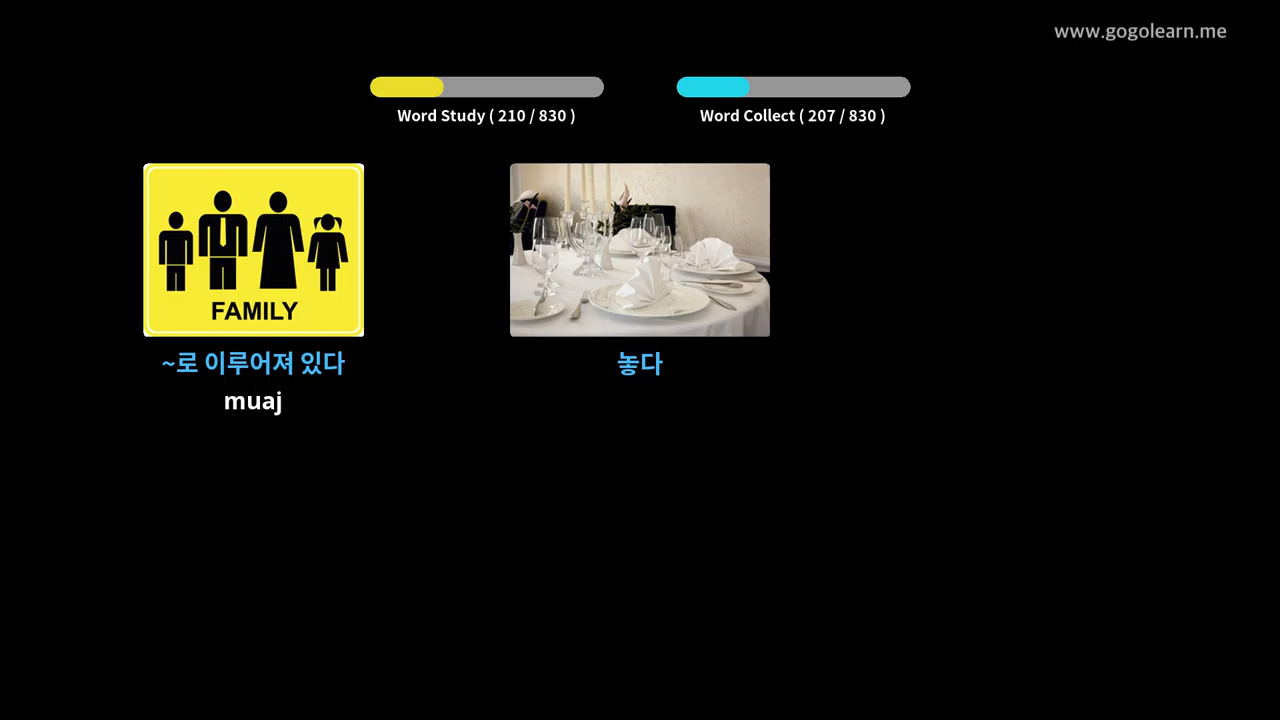 www.gogolearn.me
Word Study ( 210 / 830 )
Word Collect ( 207 / 830 )
FAMILY
~로 이루어져 있다
muaj
놓다